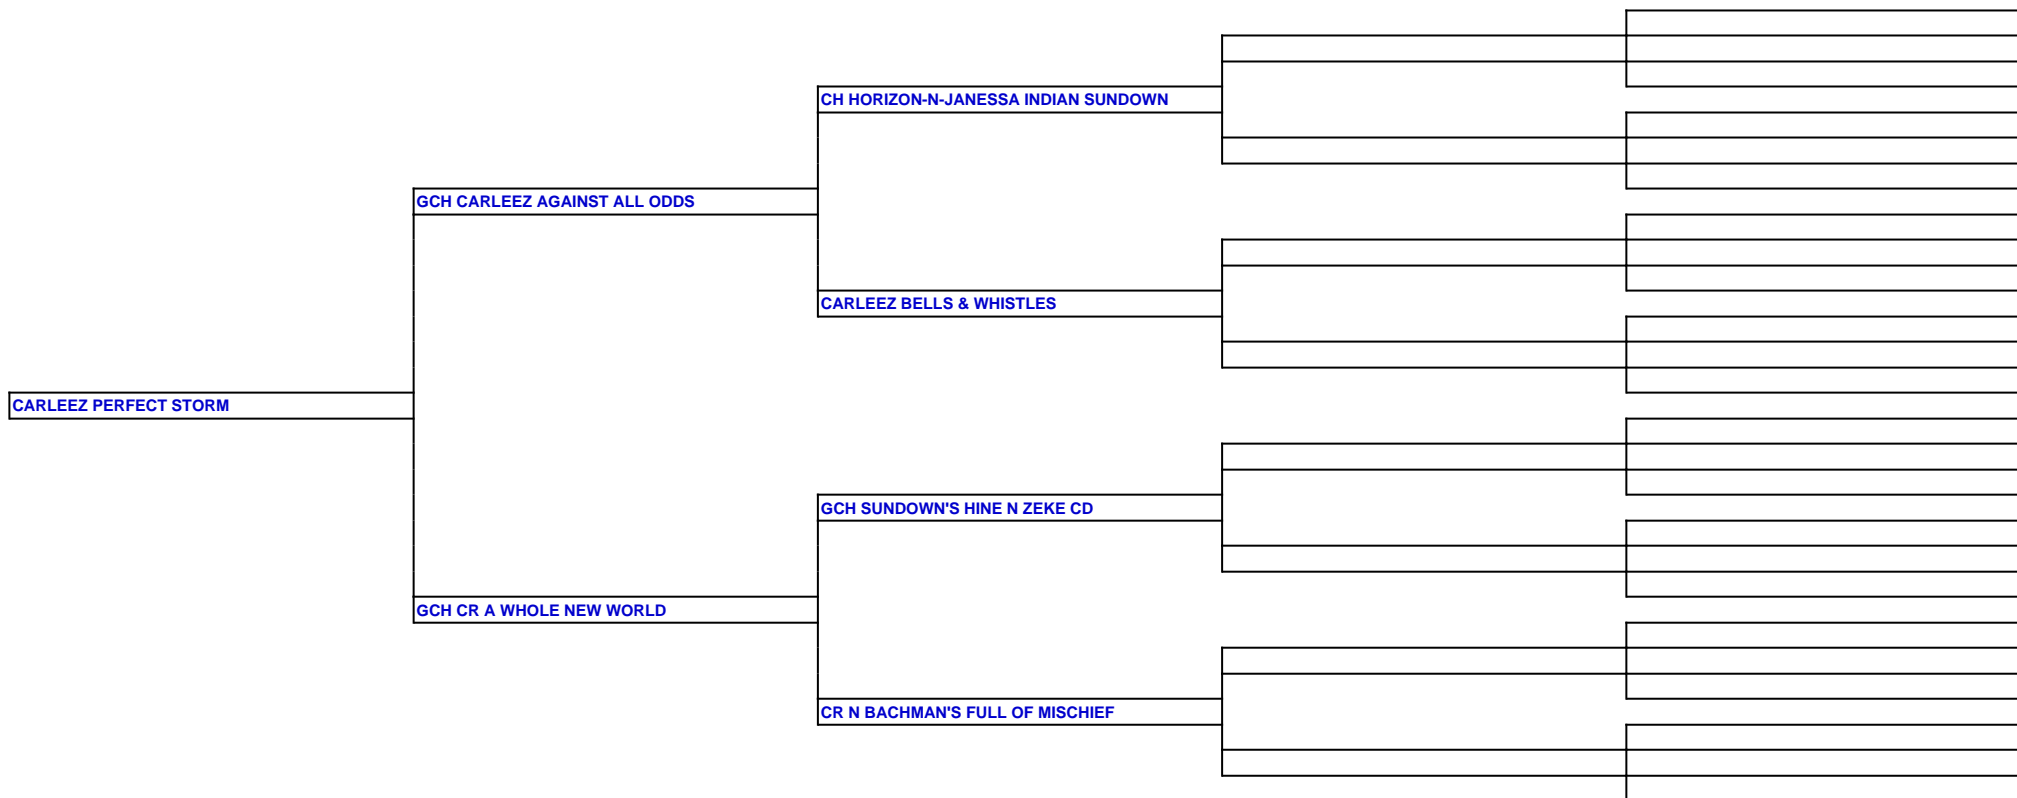 CH HORIZON-N-JANESSA INDIAN SUNDOWN
GCH CARLEEZ AGAINST ALL ODDS
CARLEEZ BELLS & WHISTLES
CARLEEZ PERFECT STORM
GCH SUNDOWN'S HINE N ZEKE CD
GCH CR A WHOLE NEW WORLD
CR N BACHMAN'S FULL OF MISCHIEF